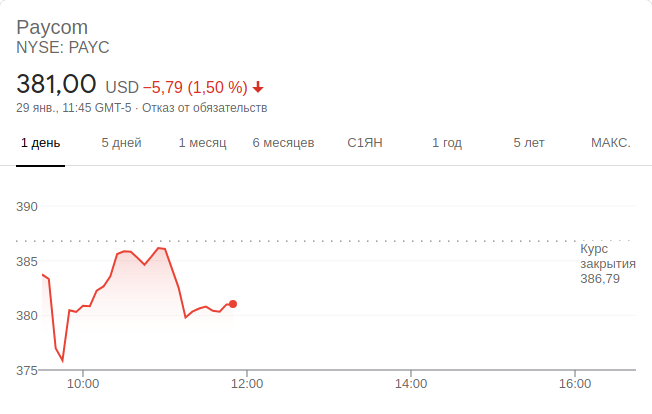 Paycom
NYSE: PAYC
381,00 USD −5,79 (1,50 %)
29 янв., 11:45 GMT-5 · Отказ от обязательств
1 день 5 дней 1 месяц 6 месяцев С1ЯН 1 год 5 лет МАКС.
390
385
380
375
Курс
закрытия
386,79
10:00 12:00 14:00 16:00